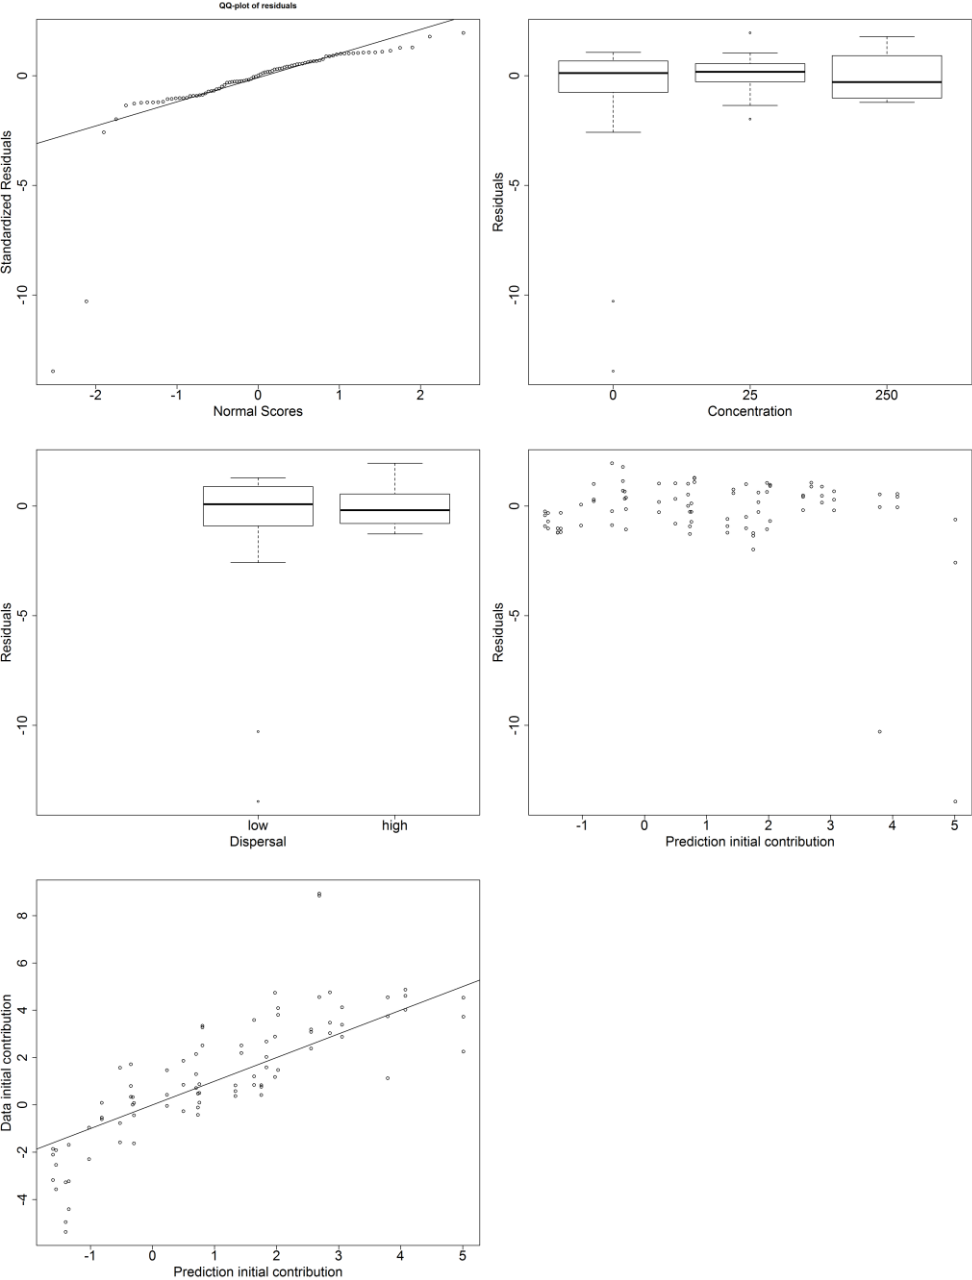 QQ-plot of residuals
Standardized Residuals
0
-5
-10
-2 -1 0 1 2
Normal Scores
Residuals
0
-5
-10
0 25 250
Concentration
Residuals
0
-5
-10
low high
Dispersal
Residuals
0
-5
-10
-1 0 1 2 3 4 5
Prediction initial contribution
Data initial contribution
8
6
4
2
0
-2
-4
-1 0 1 2 3 4 5
Prediction initial contribution